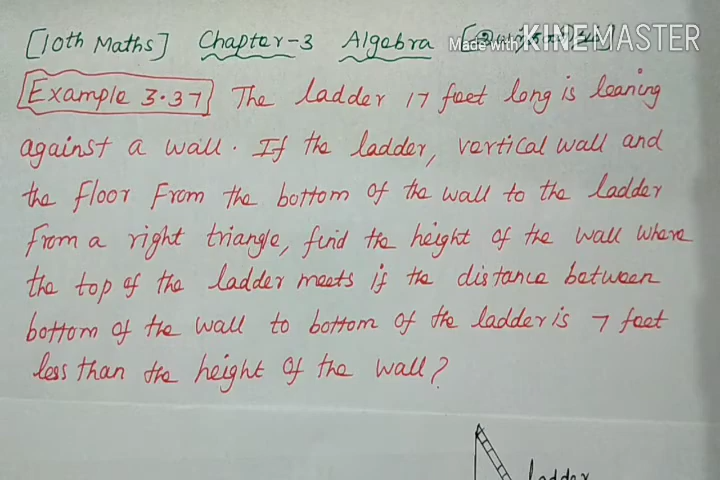 [10th Maths] Chapter-3 Algebra
Made with KINEMASTER
Example 3.37 The ladder 17 feet long is leaning
against a wall. If the ladder, vertical wall and
the floor from the bottom of the wall to the ladder
from a right triangle, find the height of the wall where
the top of the ladder meets if the distance between
bottom of the wall to bottom of the ladder is 7 feet
less than the height of the wall?
ladder